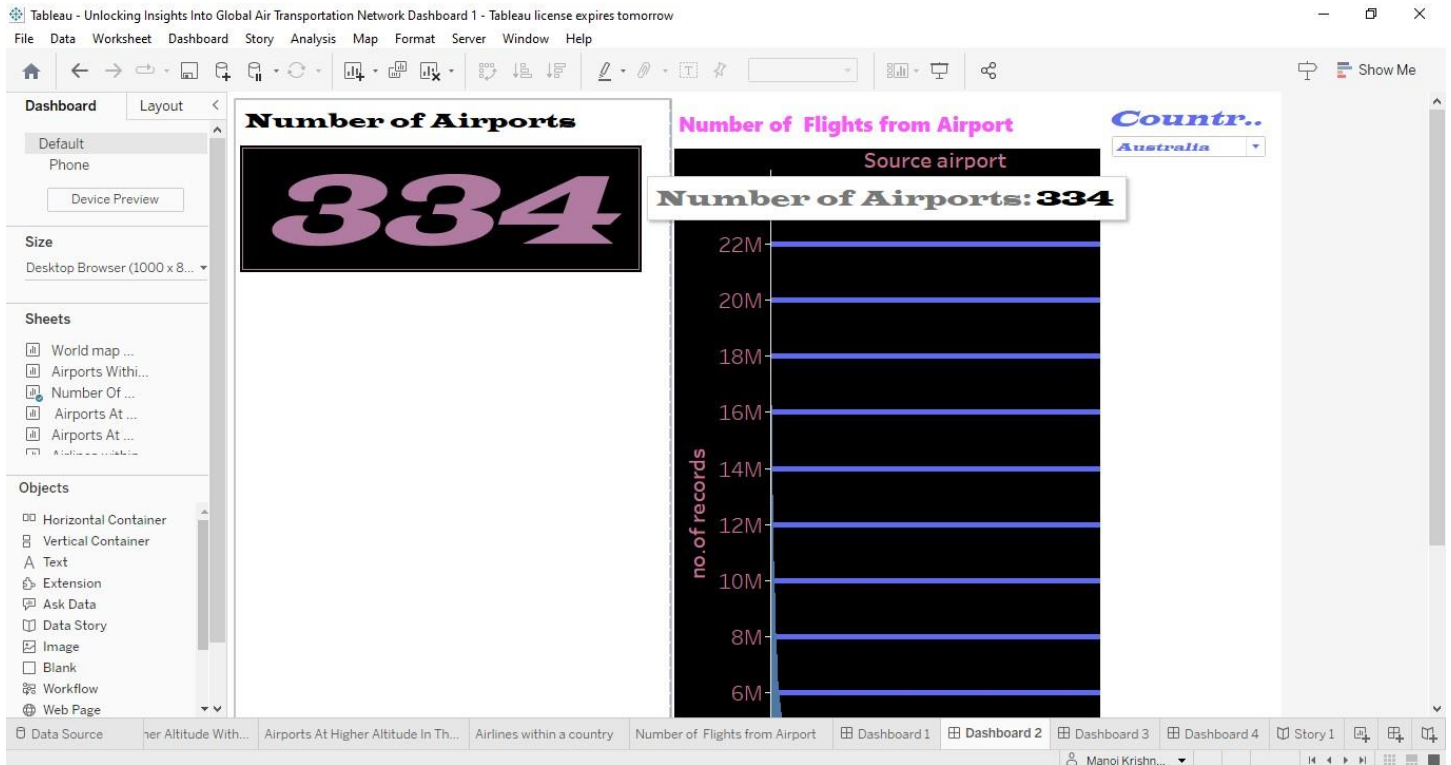 Tableau - Unlocking Insights Into Global Air Transportation Network Dashboard 1 - Tableau license expires tomorrow
File Data Worksheet Dashboard Story Analysis Map Format Server Window Help
Show Me
Dashboard Layout
Default
Phone
Device Preview
Size
Desktop Browser (1000 x 8...
Sheets
World map ...
Airports Withi...
Number Of ...
Airports At ...
Airports At ...
Airlines within
Objects
Horizontal Container
Vertical Container
Text
Extension
Ask Data
Data Story
Image
Blank
Workflow
Web Page
Number of Airports
334
Number of Flights from Airport
Source airport
Number of Airports: 334
22M
20M
18M
16M
14M
12M
10M
8M
6M
no.of records
Countr..
Australia
Data Source her Altitude With... Airports At Higher Altitude In Th... Airlines within a country Number of Flights from Airport Dashboard 1 Dashboard 2 Dashboard 3 Dashboard 4 Story 1
Manoj Krishn...